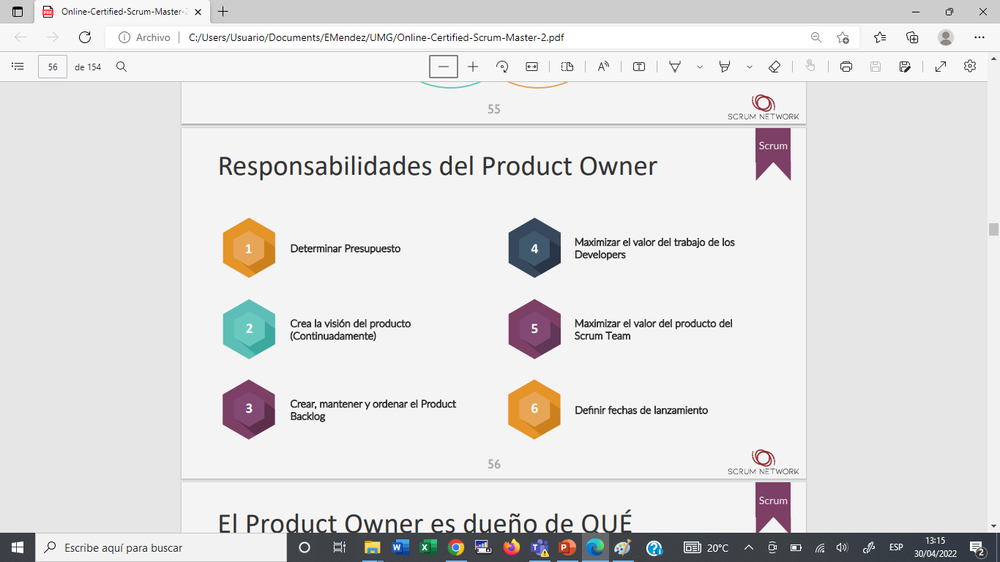 Online-Certified-Scrum-Master-2
Archivo
C:/Users/Usuario/Documents/EMendez/UMG/Online-Certified-Scrum-Master-2.pdf
56
de 154
55
SCRUM NETWORK
Scrum
Responsabilidades del Product Owner
1
Determinar Presupuesto
2
Crea la visión del producto
(Continuadamente)
3
Crear, mantener y ordenar el Product
Backlog
4
Maximizar el valor del trabajo de los
Developers
5
Maximizar el valor del producto del
Scrum Team
6
Definir fechas de lanzamiento
56
SCRUM NETWORK
Scrum
El Product Owner es dueño de QUÉ
Escribe aquí para buscar
20°C
ESP
13:15
30/04/2022
2